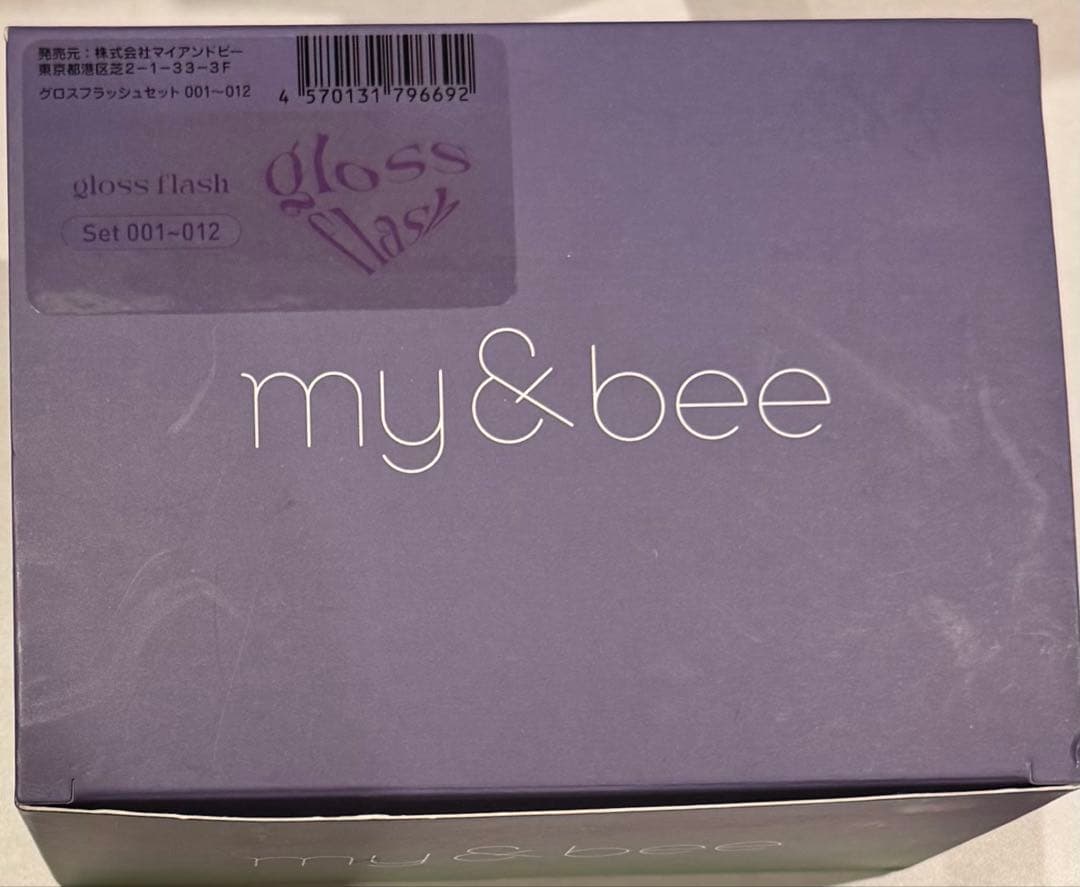 発売元：株式会社マイアンドビー
東京都港区芝2-1-33-3F
グロスフラッシュセット 001〜012
4 570131 796692
gloss flash
Set 001~012
gloss
flash
my&bee
my & bee